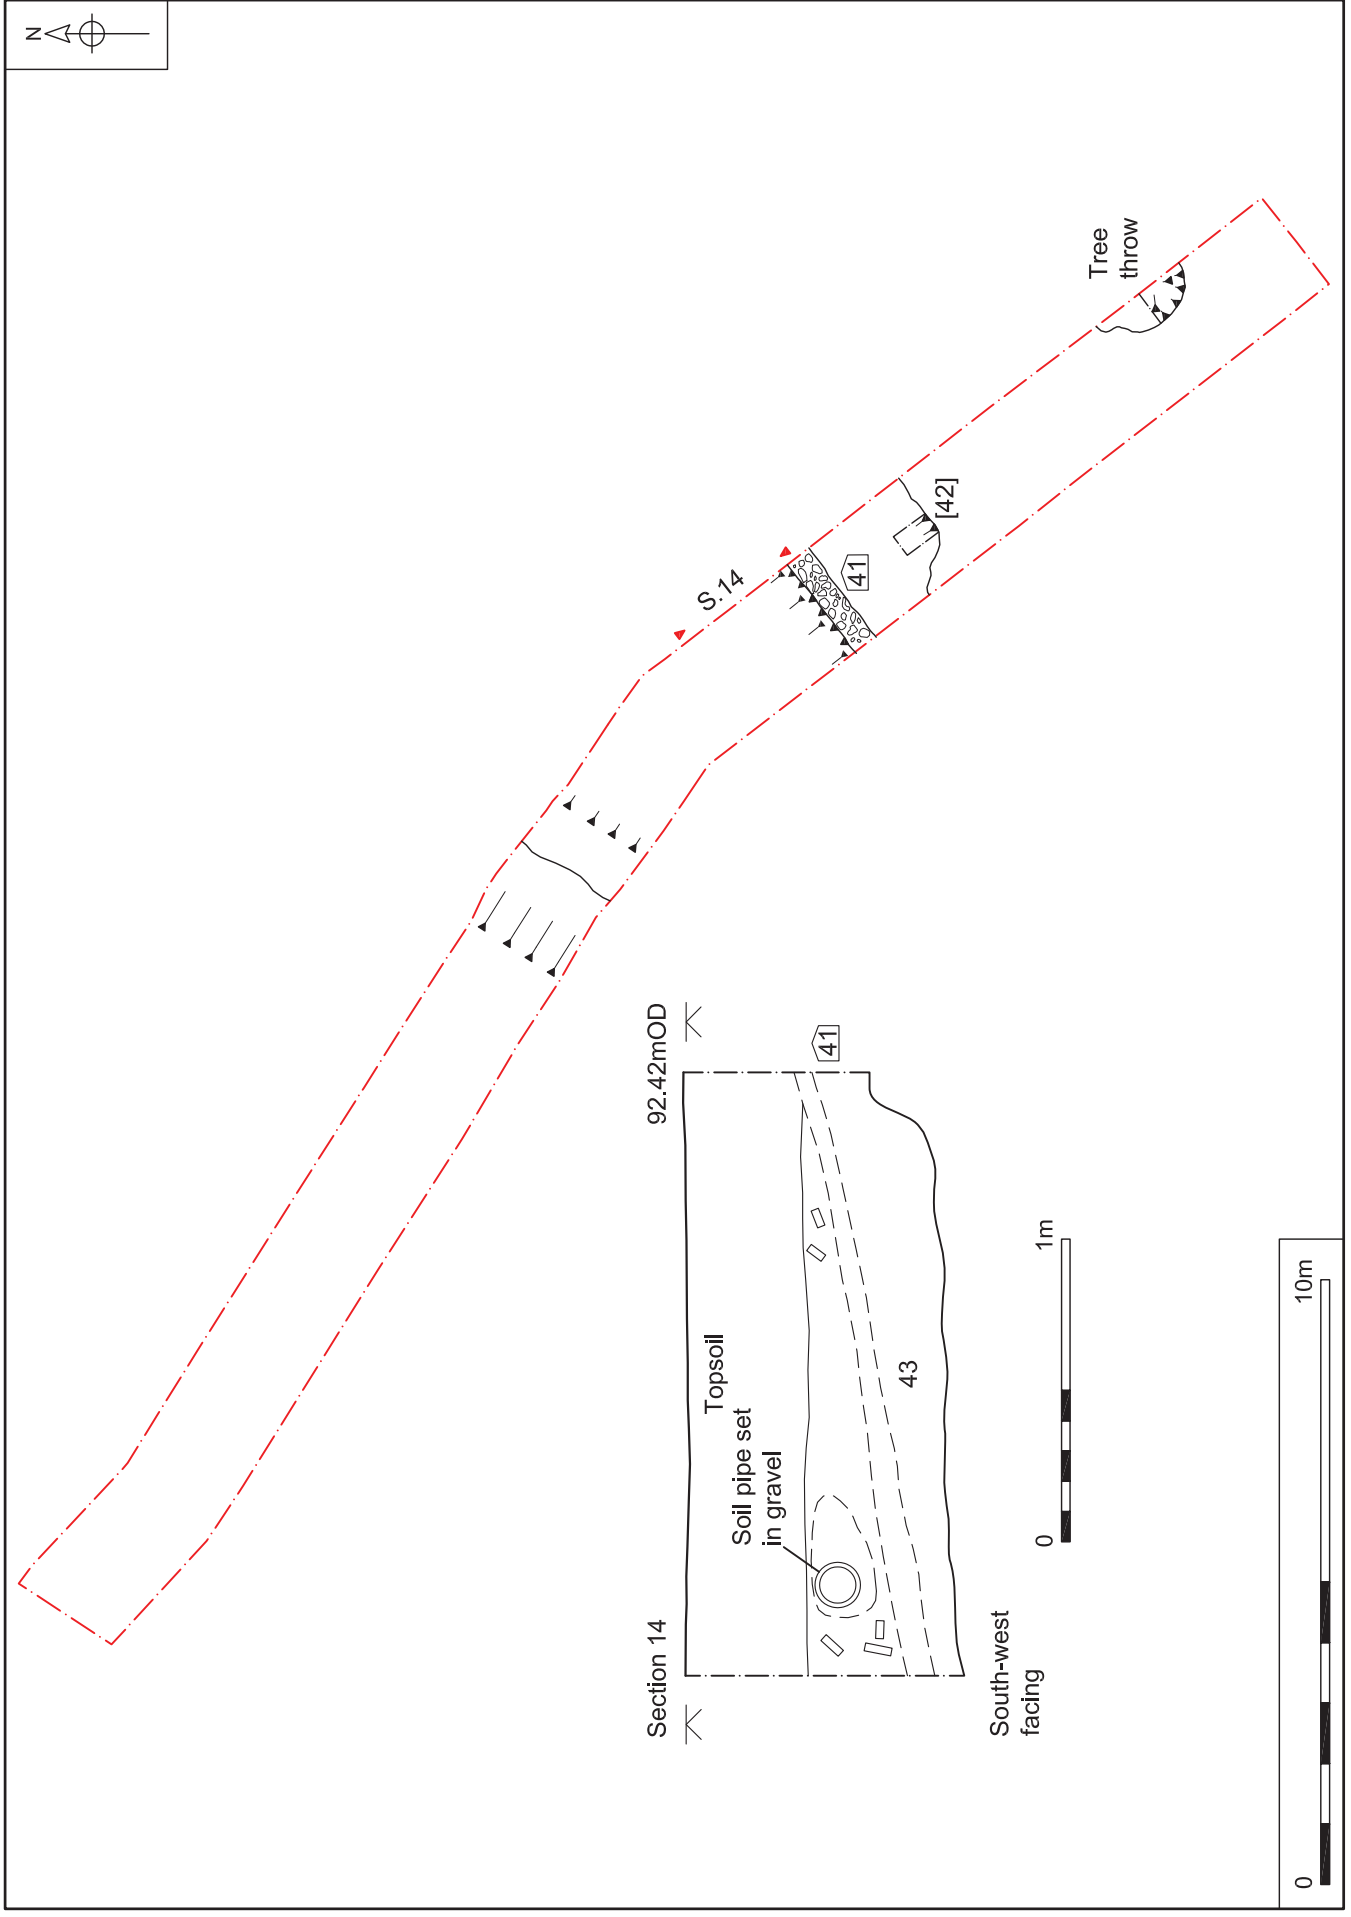 N
Tree
throw
[42]
41
S.14
Section 14
92.42mOD
41
Topsoil
Soil pipe set
in gravel
43
South-west
facing
0
1m
0
10m